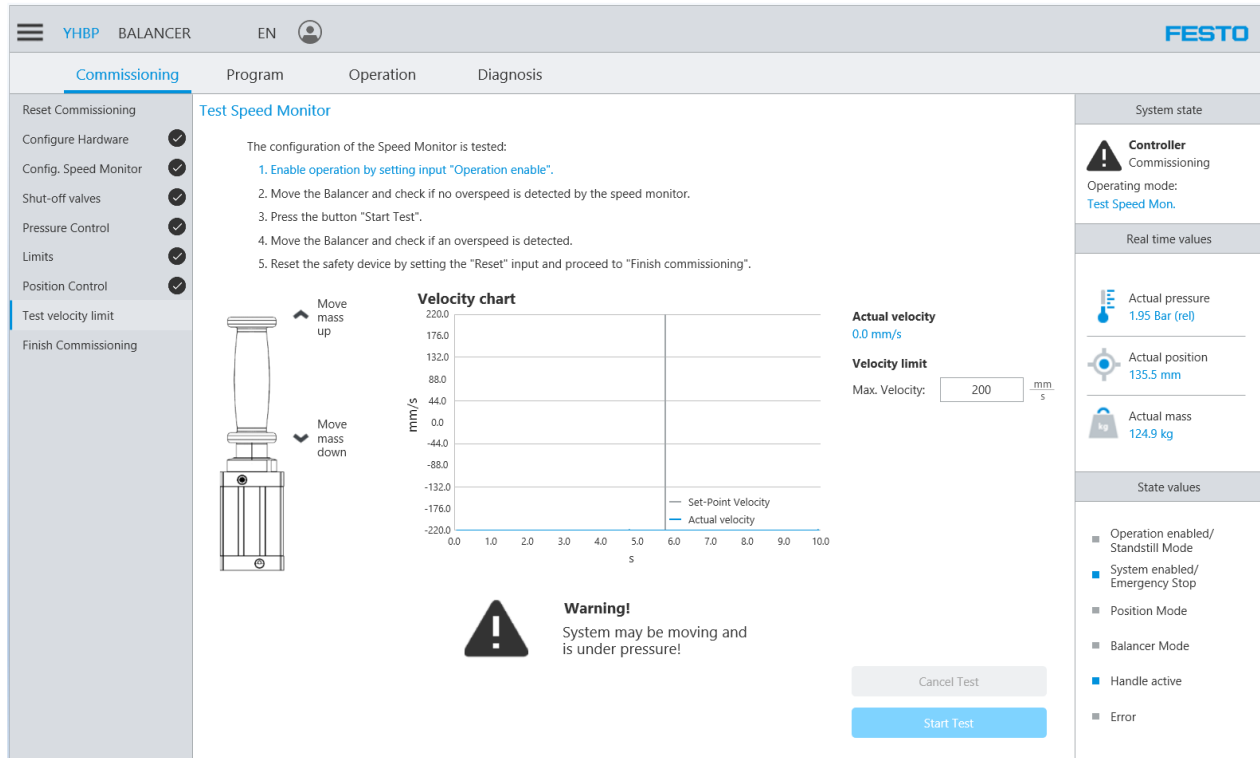 YHBP BALANCER EN FESTO
Commissioning Program Operation Diagnosis
Reset Commissioning
Configure Hardware
Config. Speed Monitor
Shut-off valves
Pressure Control
Limits
Position Control
Test velocity limit
Finish Commissioning
Test Speed Monitor
The configuration of the Speed Monitor is tested:
1. Enable operation by setting input "Operation enable".
2. Move the Balancer and check if no overspeed is detected by the speed monitor.
3. Press the button "Start Test".
4. Move the Balancer and check if an overspeed is detected.
5. Reset the safety device by setting the "Reset" input and proceed to "Finish commissioning".
Move
mass
up
Move
mass
down
Velocity chart
220.0
176.0
132.0
88.0
44.0
0.0
-44.0
-88.0
-132.0
-176.0
-220.0
mm/s
0.0 1.0 2.0 3.0 4.0 5.0 6.0 7.0 8.0 9.0 10.0
s
Set-Point Velocity
Actual velocity
Actual velocity
0.0 mm/s
Velocity limit
Max. Velocity: 200 mm
s
Warning!
System may be moving and
is under pressure!
Cancel Test
Start Test
System state
Controller
Commissioning
Operating mode:
Test Speed Mon.
Real time values
Actual pressure
1.95 Bar (rel)
Actual position
135.5 mm
kg
Actual mass
124.9 kg
State values
Operation enabled/
Standstill Mode
System enabled/
Emergency Stop
Position Mode
Balancer Mode
Handle active
Error